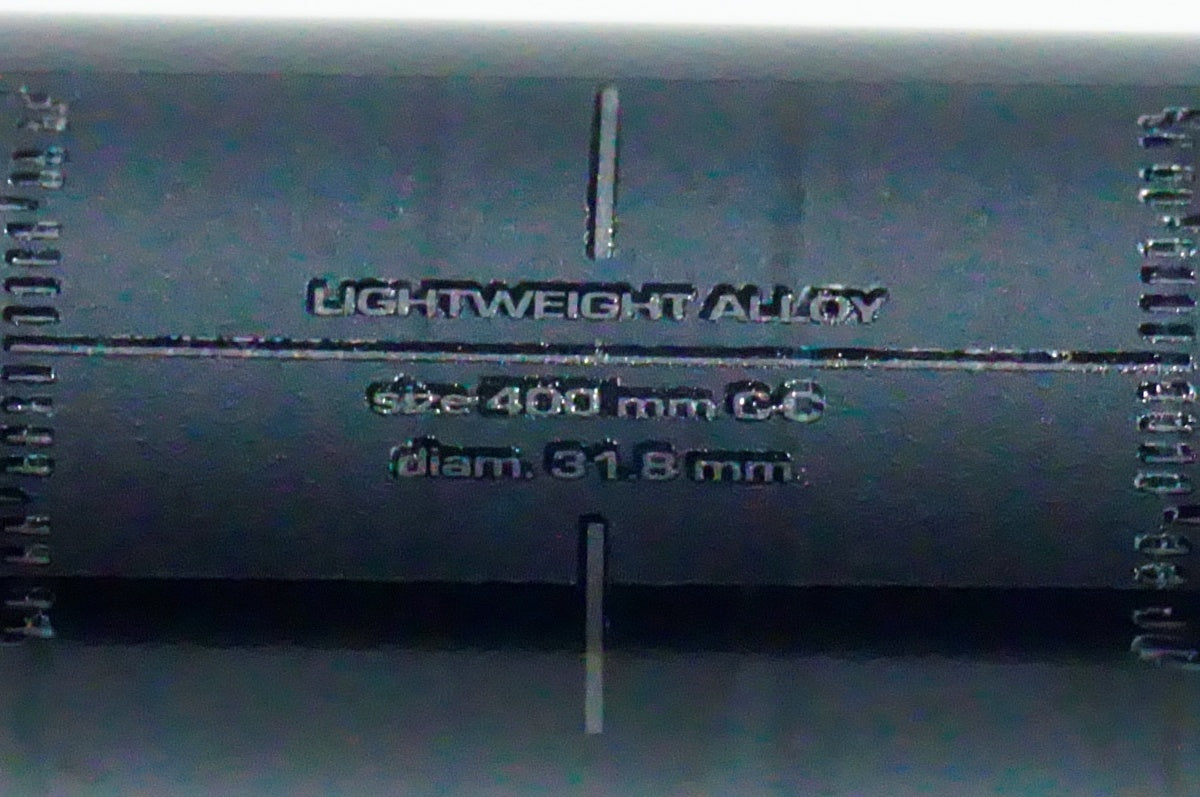 LIGHTWEIGHT ALLOY
size 400 mm C-C
diam. 31.8 mm